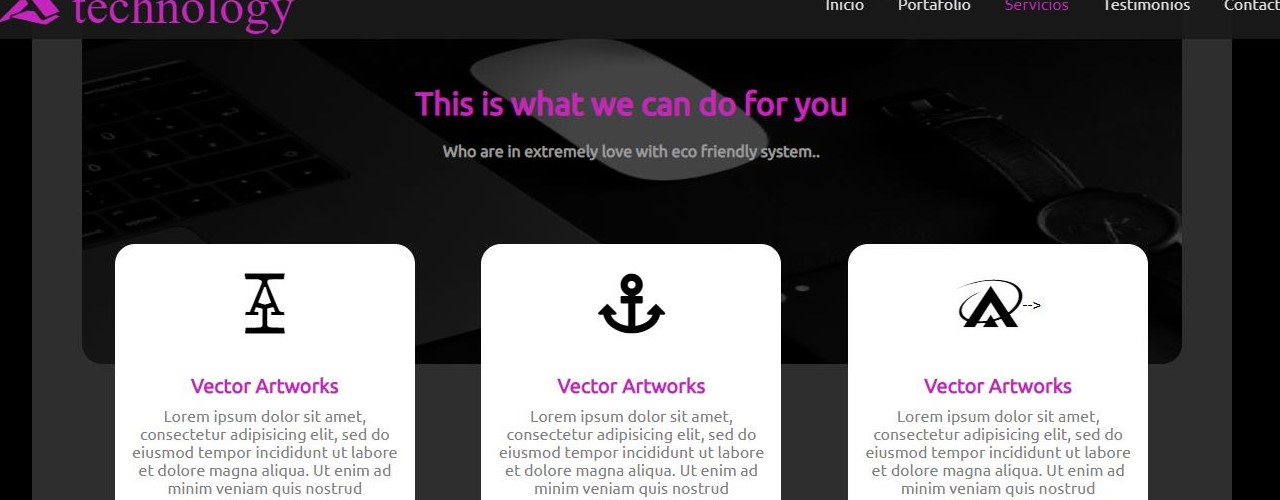 technology
Inicio Portafolio Servicios Testimonios Contact
This is what we can do for you
Who are in extremely love with eco friendly system..
-->
Vector Artworks
Lorem ipsum dolor sit amet,
consectetur adipisicing elit, sed do
eiusmod tempor incididunt ut labore
et dolore magna aliqua. Ut enim ad
minim veniam quis nostrud
Vector Artworks
Lorem ipsum dolor sit amet,
consectetur adipisicing elit, sed do
eiusmod tempor incididunt ut labore
et dolore magna aliqua. Ut enim ad
minim veniam quis nostrud
Vector Artworks
Lorem ipsum dolor sit amet,
consectetur adipisicing elit, sed do
eiusmod tempor incididunt ut labore
et dolore magna aliqua. Ut enim ad
minim veniam quis nostrud